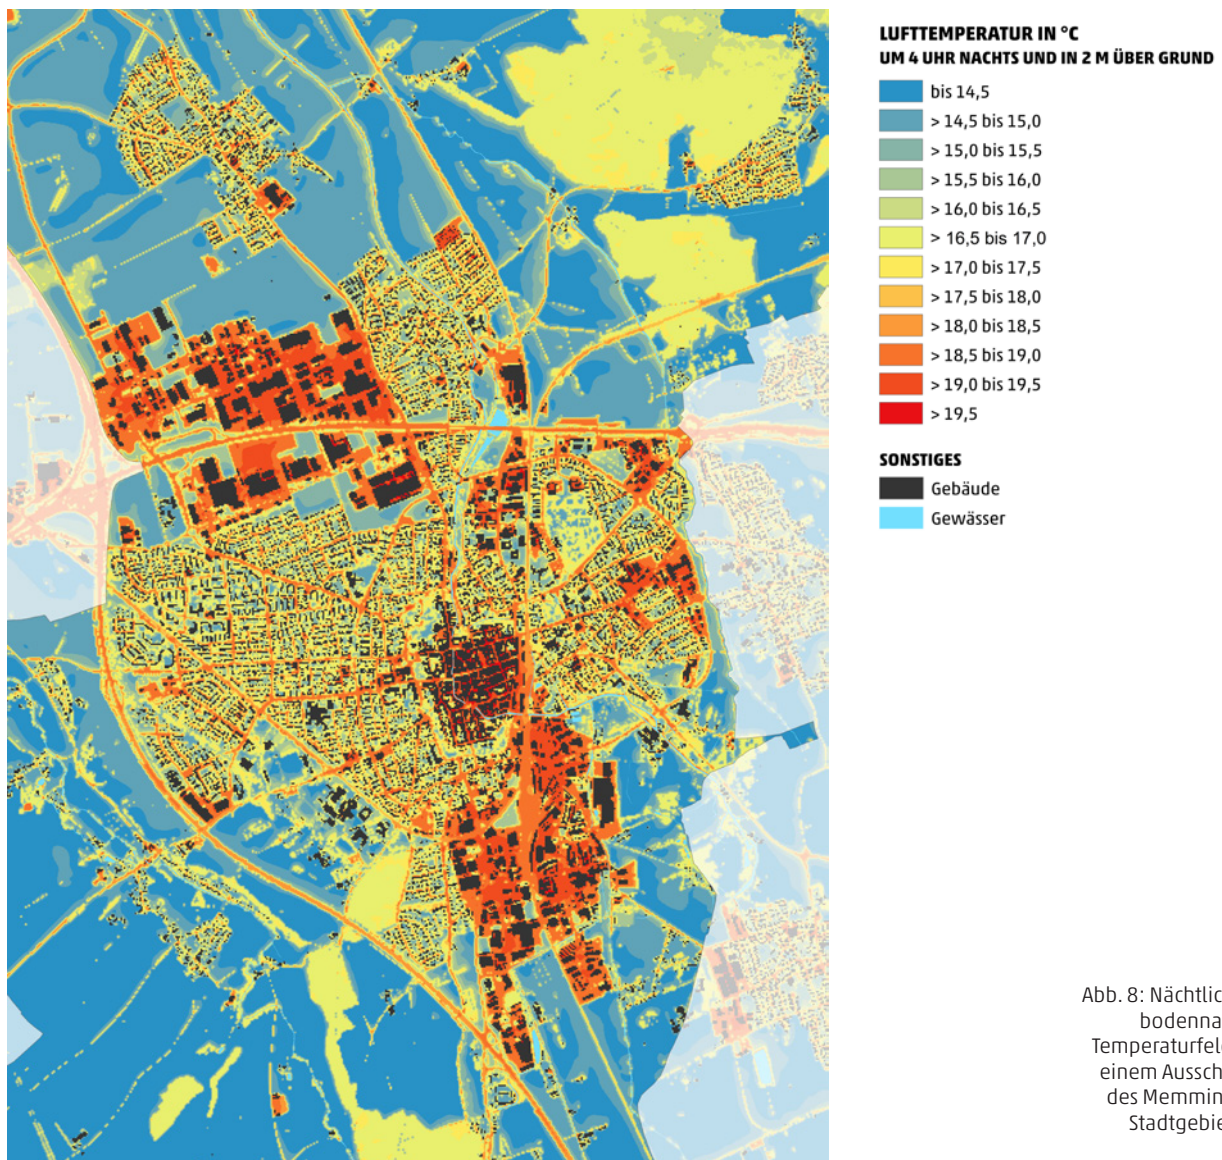 LUFTTEMPERATUR IN °C
UM 4 UHR NACHTS UND IN 2 M ÜBER GRUND
bis 14,5
> 14,5 bis 15,0
> 15,0 bis 15,5
> 15,5 bis 16,0
> 16,0 bis 16,5
> 16,5 bis 17,0
> 17,0 bis 17,5
> 17,5 bis 18,0
> 18,0 bis 18,5
> 18,5 bis 19,0
> 19,0 bis 19,5
> 19,5
SONSTIGES
Gebäude
Gewässer
Abb. 8: Nächtlic
bodenna
Temperaturfel
einem Aussch
des Memmin
Stadtgebie